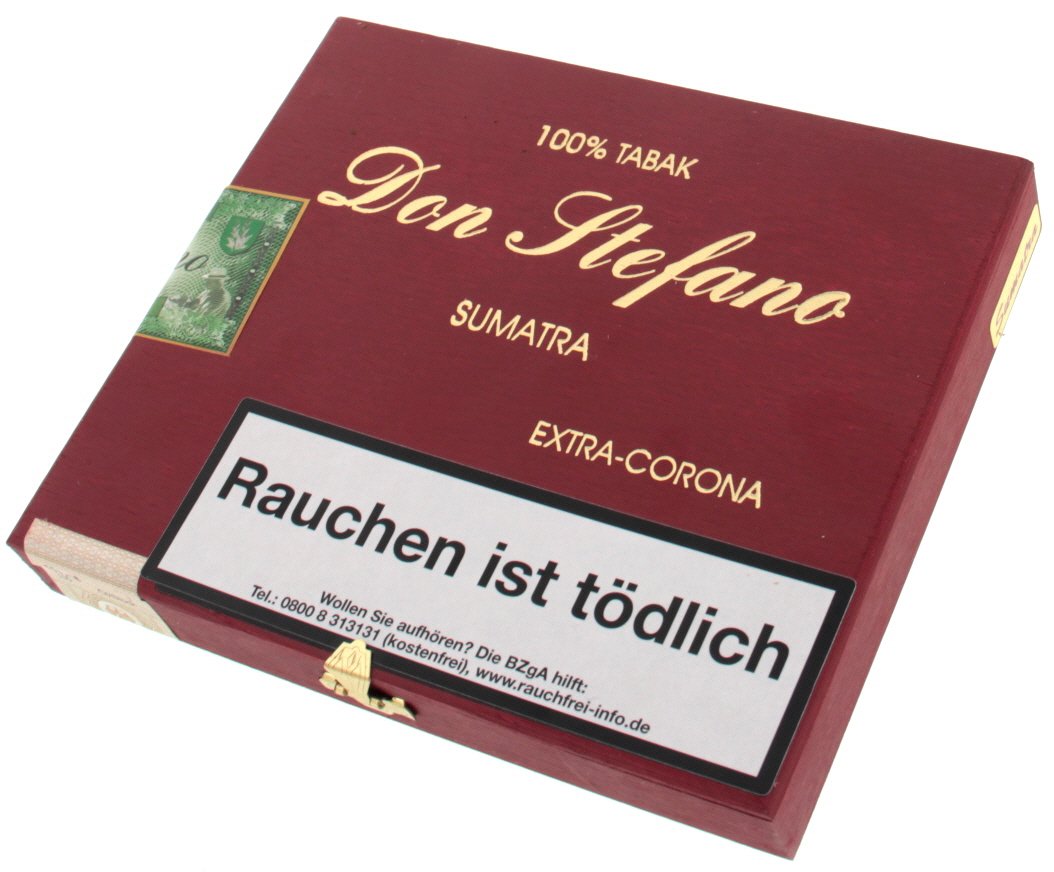 100% TABAK
Don Stefano
SUMATRA
EXTRA-CORONA
Rauchen ist tödlich
Wollen Sie aufhören? Die BZgA hilft:
Tel.: 0800 8 313131 (kostenfrei), www.rauchfrei-info.de